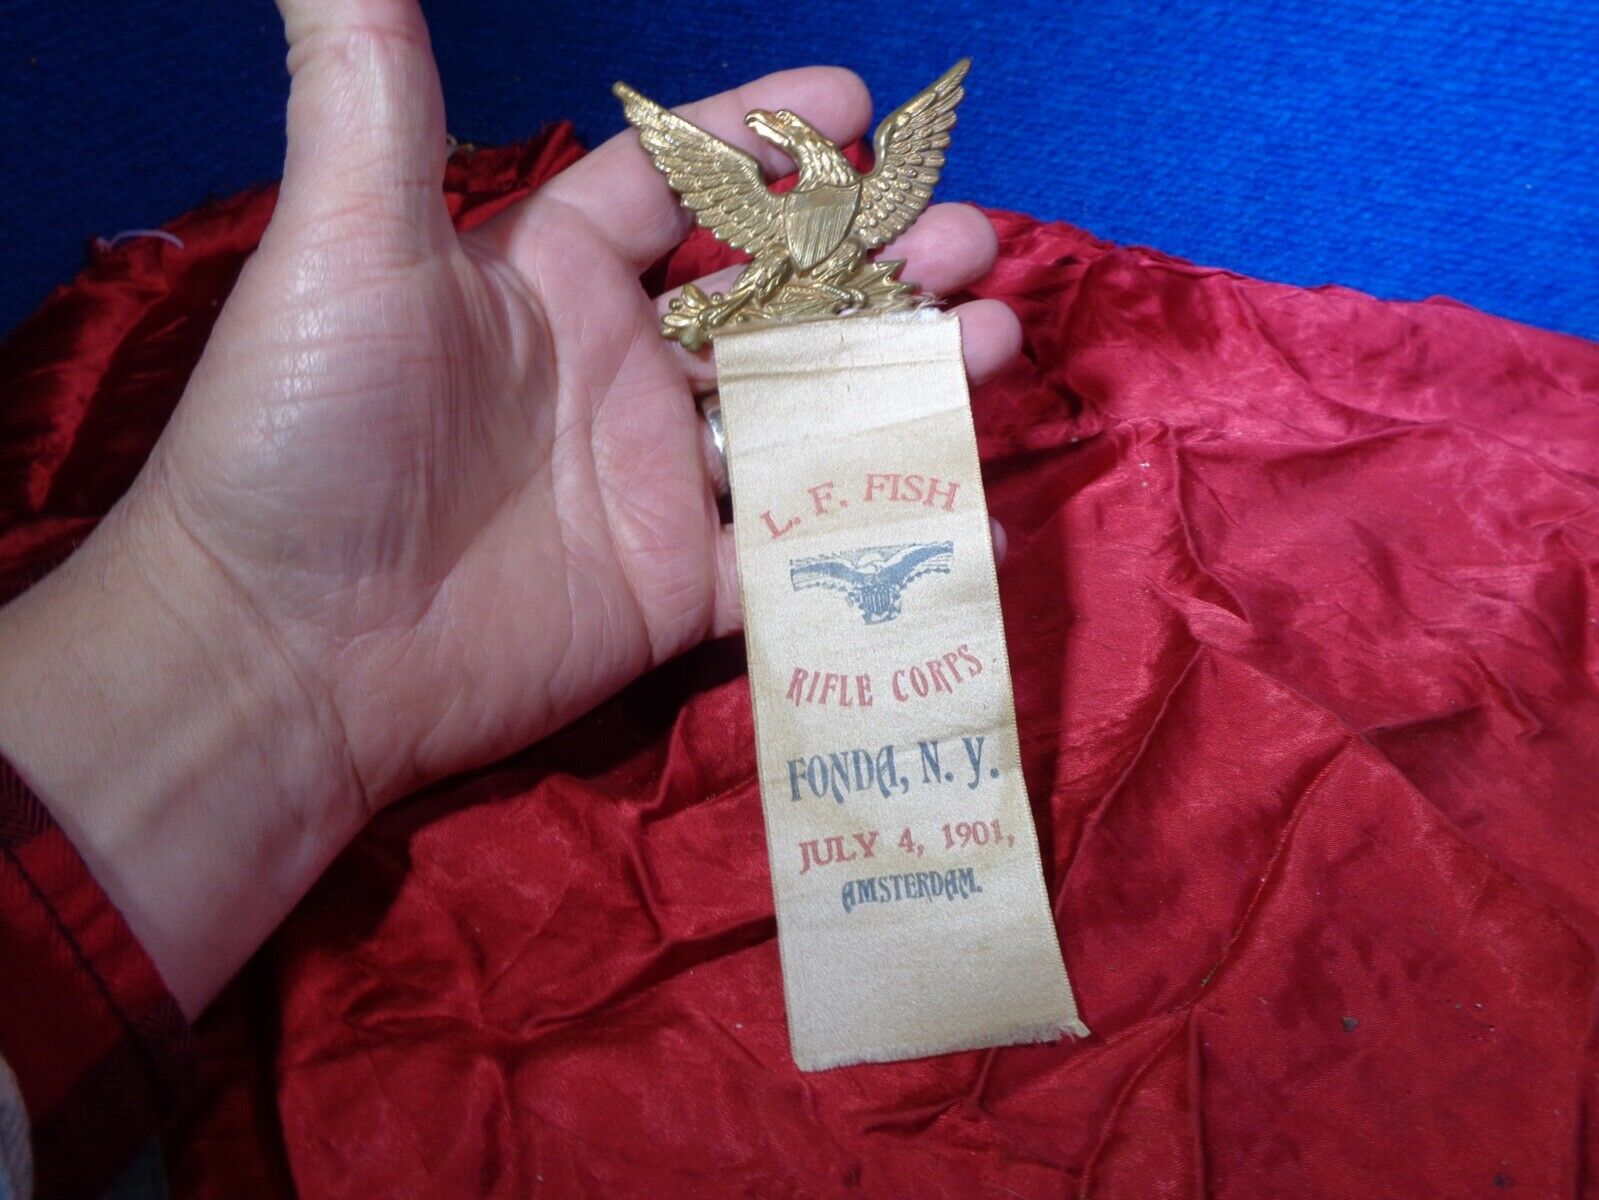 L. F. FISH
RIFLE CORPS
FONDA, N. Y.
JULY 4, 1901,
AMSTERDAM.